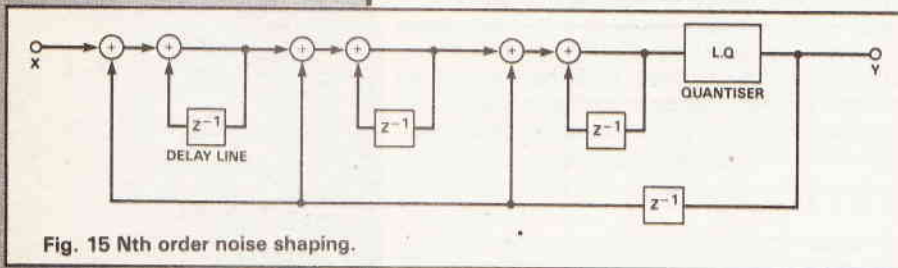 + + + + + +
X
L.Q
Y
QUANTISER
z⁻¹
z⁻¹
z⁻¹
DELAY LINE
z⁻¹
Fig. 15 Nth order noise shaping.